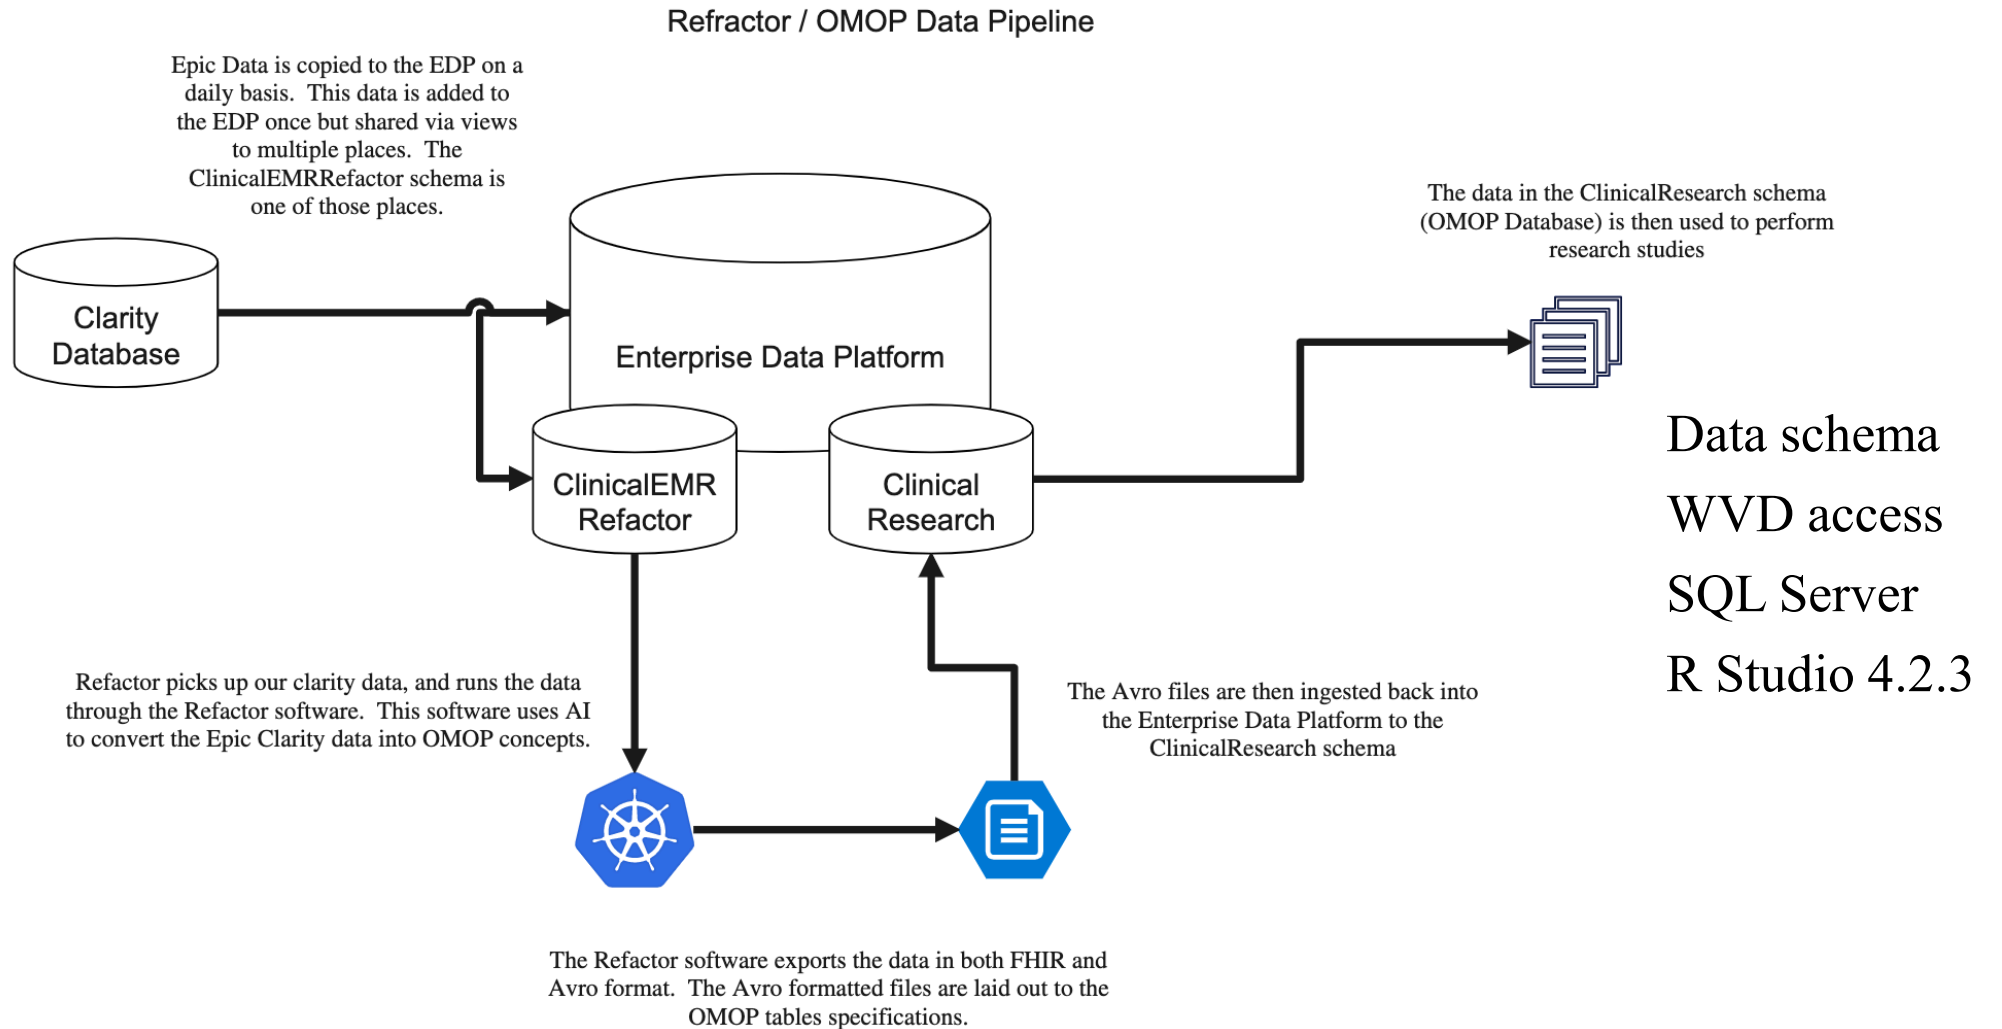 Refractor / OMOP Data Pipeline
Epic Data is copied to the EDP on a
daily basis.  This data is added to
the EDP once but shared via views
to multiple places.  The
ClinicalEMRRefactor schema is
one of those places.
The data in the ClinicalResearch schema
(OMOP Database) is then used to perform
research studies
Clarity
Database
Enterprise Data Platform
ClinicalEMR
Refactor
Clinical
Research
Data schema
WVD access
SQL Server
R Studio 4.2.3
Refactor picks up our clarity data, and runs the data
through the Refactor software.  This software uses AI
to convert the Epic Clarity data into OMOP concepts.
The Avro files are then ingested back into
the Enterprise Data Platform to the
ClinicalResearch schema
The Refactor software exports the data in both FHIR and
Avro format.  The Avro formatted files are laid out to the
OMOP tables specifications.